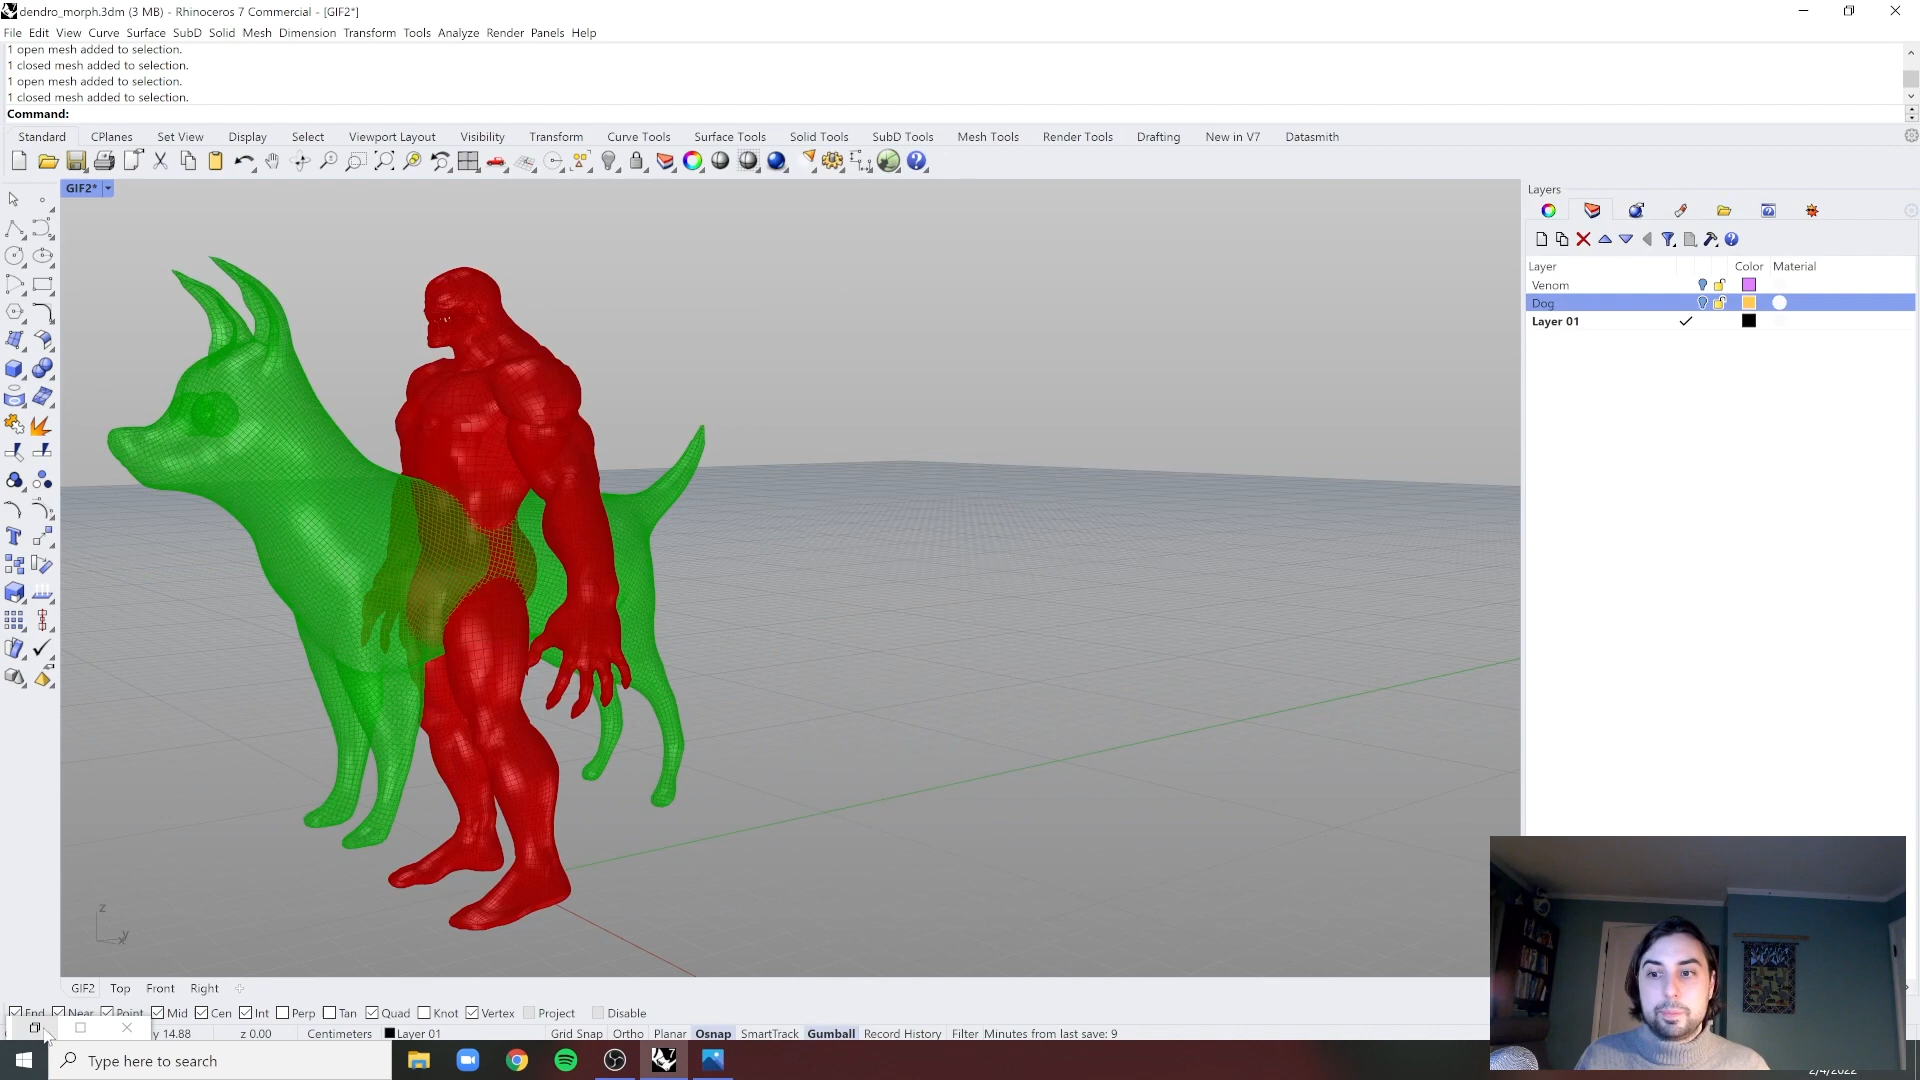 dendro_morph.3dm (3 MB) - Rhinoceros 7 Commercial - [GIF2*]
File Edit View Curve Surface SubD Solid Mesh Dimension Transform Tools Analyze Render Panels Help
1 open mesh added to selection.
1 closed mesh added to selection.
1 open mesh added to selection.
1 closed mesh added to selection.
Command:
Standard CPlanes Set View Display Select Viewport Layout Visibility Transform Curve Tools Surface Tools Solid Tools SubD Tools Mesh Tools Render Tools Drafting New in V7 Datasmith
GIF2*
Layers
Layer Color Material
Venom
Dog
Layer 01
z
y
x
GIF2 Top Front Right
End Near Point Mid Cen Int Perp Tan Quad Knot Vertex Project Disable
y 14.88 z 0.00 Centimeters Layer 01 Grid Snap Ortho Planar Osnap SmartTrack Gumball Record History Filter Minutes from last save: 9
Type here to search
2/4/2022